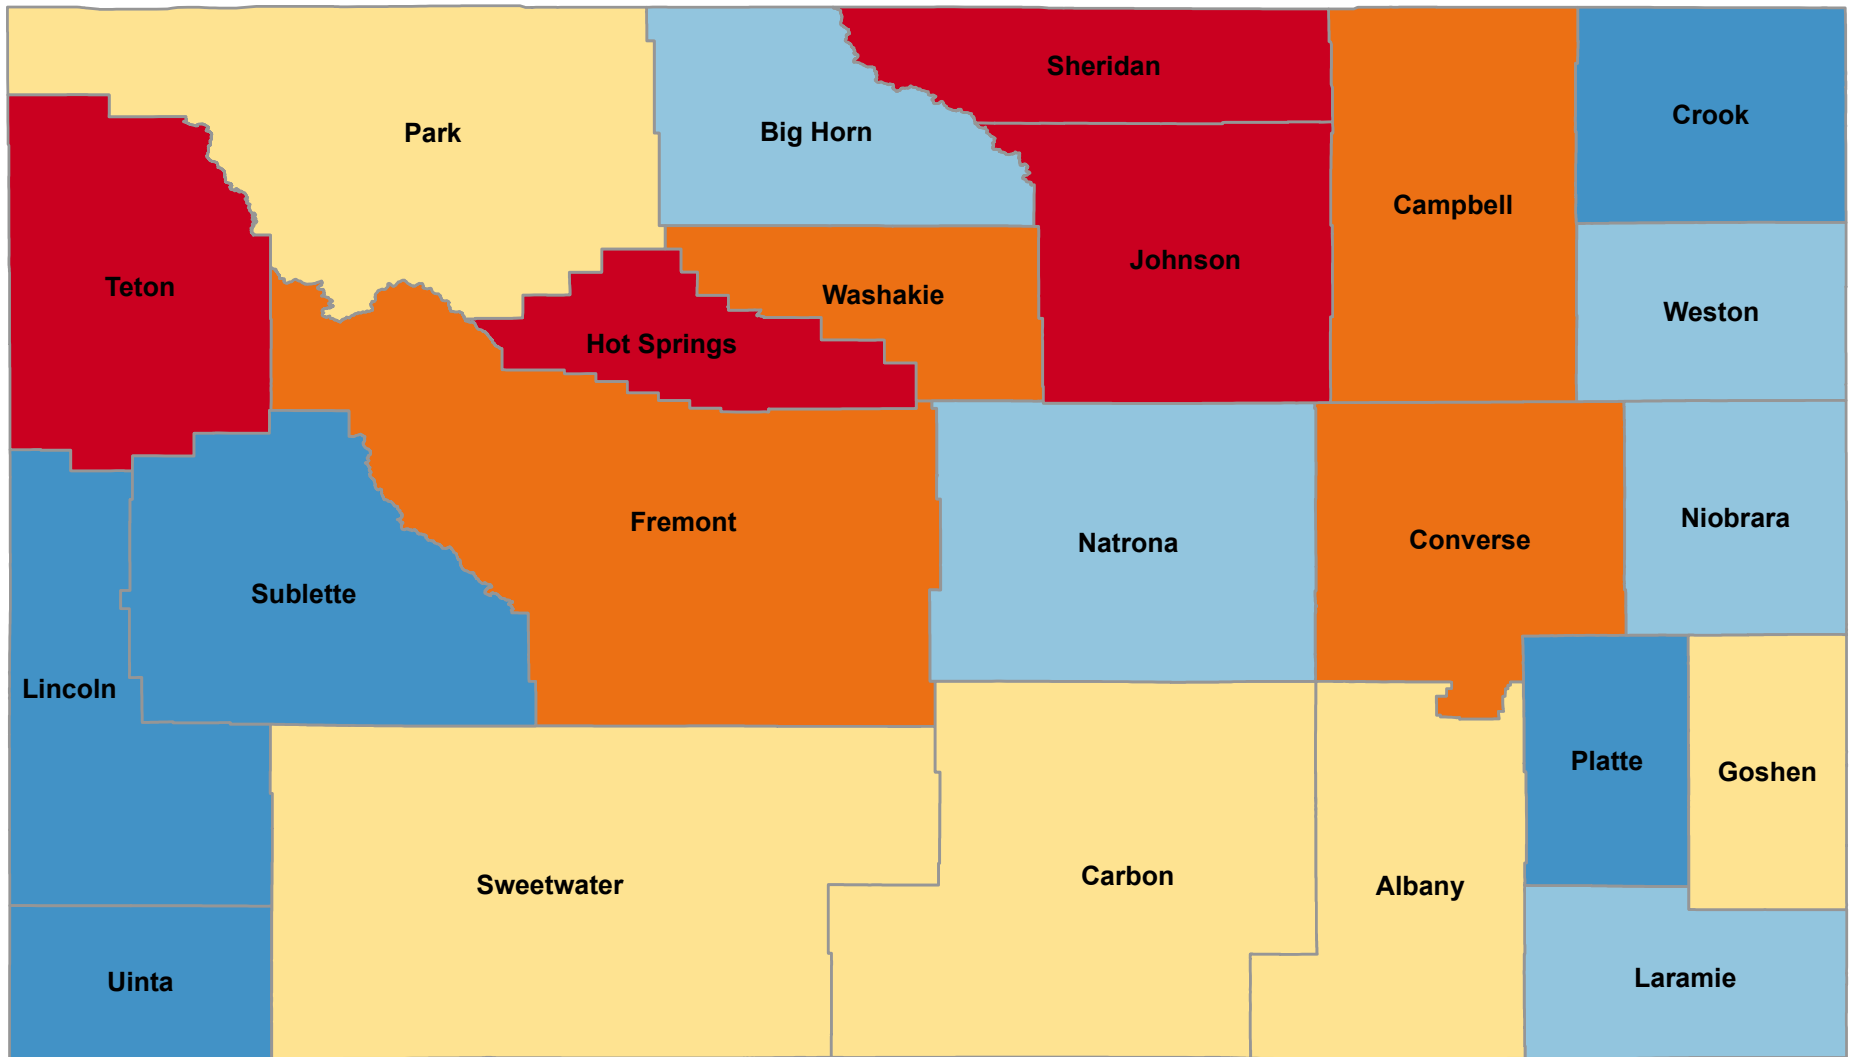 Sheridan
Crook
Park
Big Horn
Campbell
Johnson
Teton
Washakie
Weston
Hot Springs
Niobrara
Fremont
Converse
Natrona
Sublette
Lincoln
Platte
Goshen
Carbon
Sweetwater
Albany
Laramie
Uinta